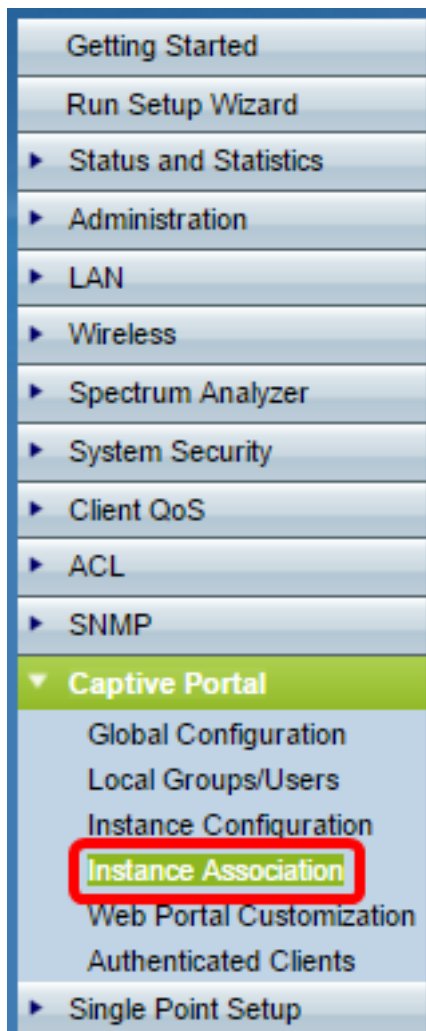 Getting Started
Run Setup Wizard
Status and Statistics
Administration
LAN
Wireless
Spectrum Analyzer
System Security
Client QoS
ACL
SNMP
Captive Portal
Global Configuration
Local Groups/Users
Instance Configuration
Instance Association
Web Portal Customization
Authenticated Clients
Single Point Setup